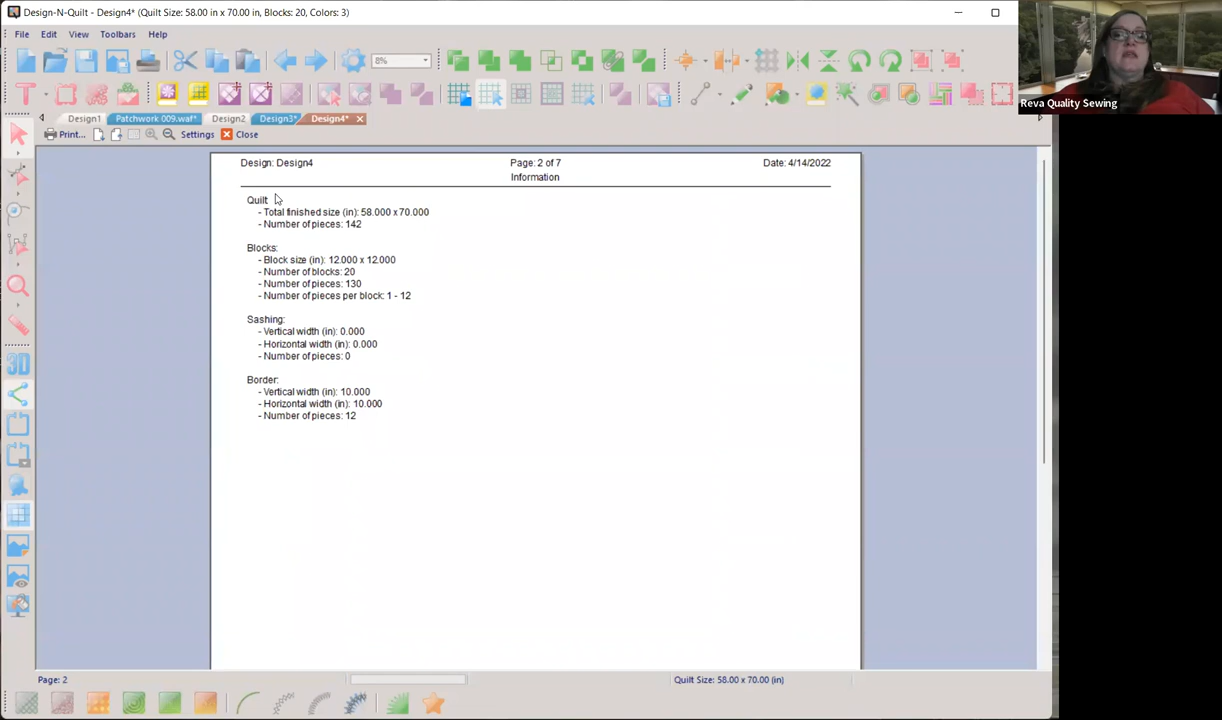 Design-N-Quilt - Design4* (Quilt Size: 58.00 in x 70.00 in, Blocks: 20, Colors: 3)
File Edit View Toolbars Help
8%
Design1 Patchwork 009.waf* Design2 Design3* Design4*
Print... Settings Close
Design: Design4 Page: 2 of 7 Date: 4/14/2022
Information
Quilt
- Total finished size (in): 58.000 x 70.000
- Number of pieces: 142
Blocks:
- Block size (in): 12.000 x 12.000
- Number of blocks: 20
- Number of pieces: 130
- Number of pieces per block: 1 - 12
Sashing:
- Vertical width (in): 0.000
- Horizontal width (in): 0.000
- Number of pieces: 0
Border:
- Vertical width (in): 10.000
- Horizontal width (in): 10.000
- Number of pieces: 12
3D
Page: 2 Quilt Size: 58.00 x 70.00 (in)
Reva Quality Sewing